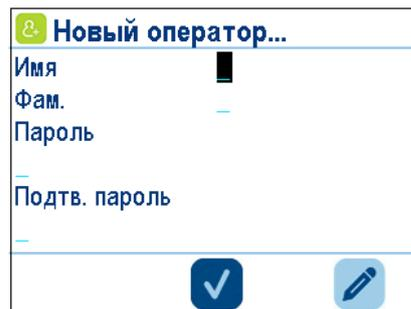 Новый оператор...
Имя
Фам.
Пароль
Подтв. пароль